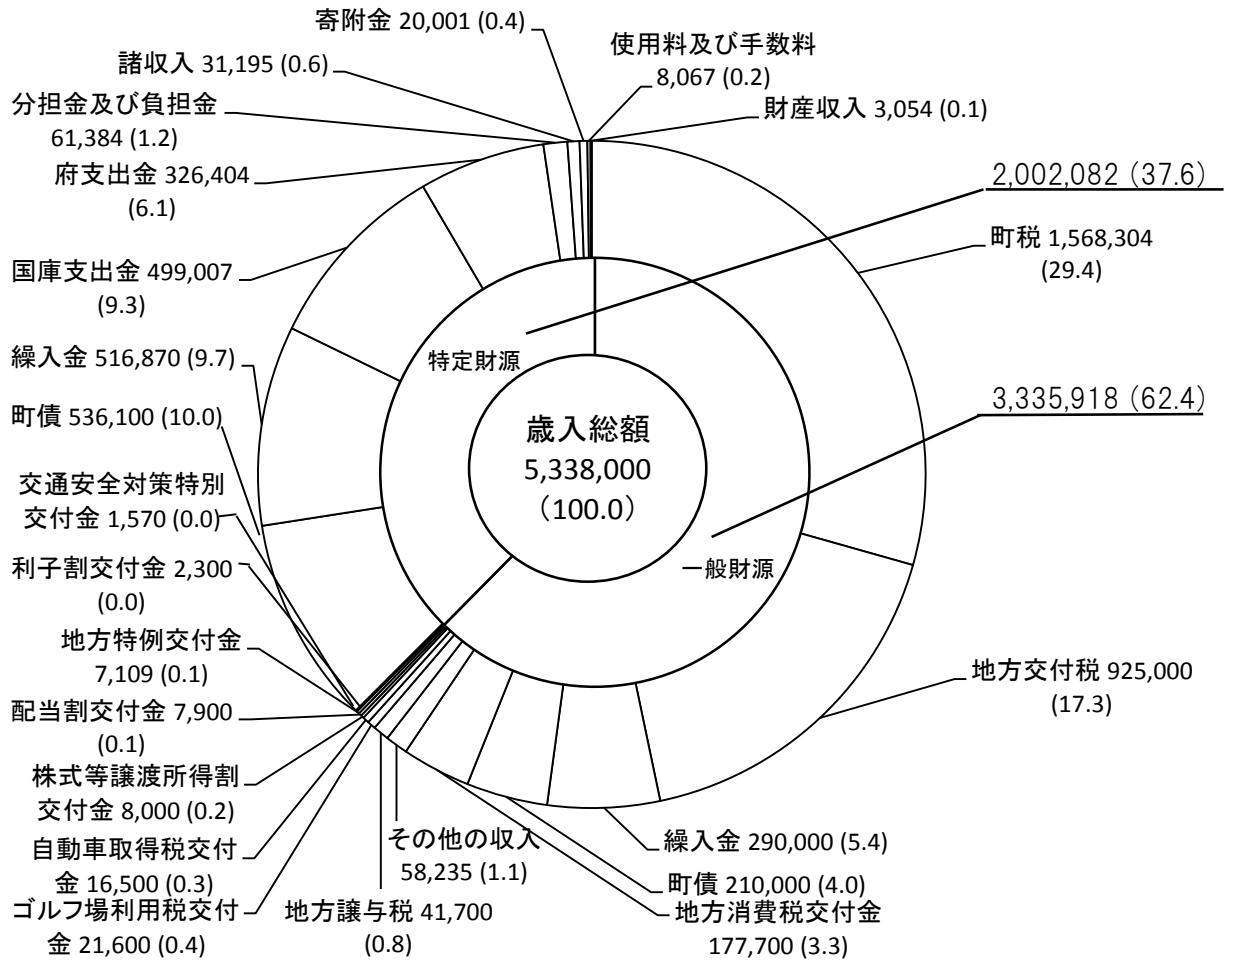 寄附金 20,001 (0.4)
使用料及び手数料
8,067 (0.2)
諸収入 31,195 (0.6)
財産収入 3,054 (0.1)
分担金及び負担金
61,384 (1.2)
府支出金 326,404
(6.1)
2,002,082 (37.6)
町税 1,568,304
(29.4)
国庫支出金 499,007
(9.3)
繰入金 516,870 (9.7)
特定財源
3,335,918 (62.4)
町債 536,100 (10.0)
歳入総額
5,338,000
（100.0）
交通安全対策特別
交付金 1,570 (0.0)
一般財源
利子割交付金 2,300
(0.0)
地方特例交付金
7,109 (0.1)
地方交付税 925,000
(17.3)
配当割交付金 7,900
(0.1)
株式等譲渡所得割
交付金 8,000 (0.2)
自動車取得税交付
金 16,500 (0.3)
その他の収入
58,235 (1.1)
繰入金 290,000 (5.4)
町債 210,000 (4.0)
ゴルフ場利用税交付
金 21,600 (0.4)
地方譲与税 41,700
(0.8)
地方消費税交付金
177,700 (3.3)